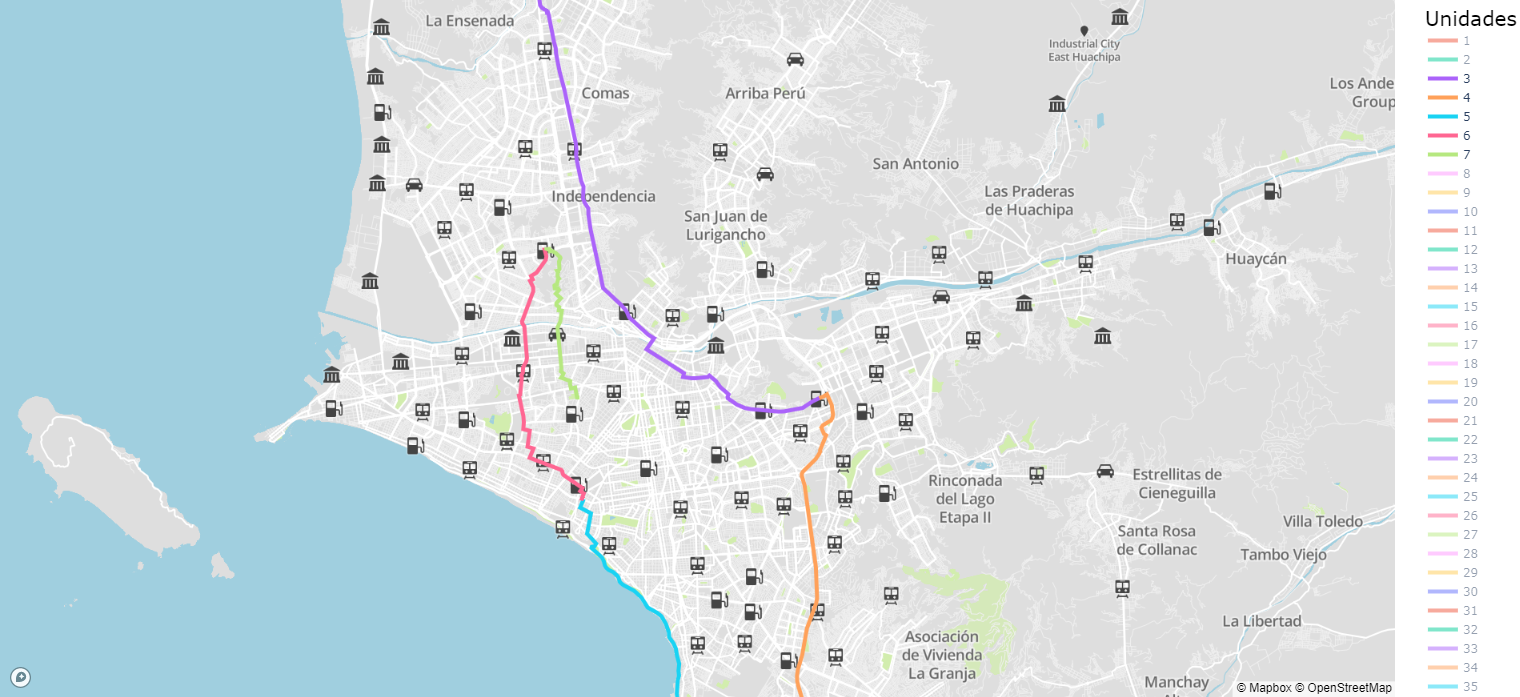 La Ensenada
Comas
Arriba Perú
Industrial City
East Huachipa
Los Ande
Group
San Antonio
Independencia
San Juan de
Lurigancho
Las Praderas
de Huachipa
Huaycán
Rinconada
del Lago
Etapa II
Estrellitas de
Cieneguilla
Santa Rosa
de Collanac
Villa Toledo
Tambo Viejo
La Libertad
Asociación
de Vivienda
La Granja
Manchay
© Mapbox © OpenStreetMap
Unidades
1
2
3
4
5
6
7
8
9
10
11
12
13
14
15
16
17
18
19
20
21
22
23
24
25
26
27
28
29
30
31
32
33
34
35